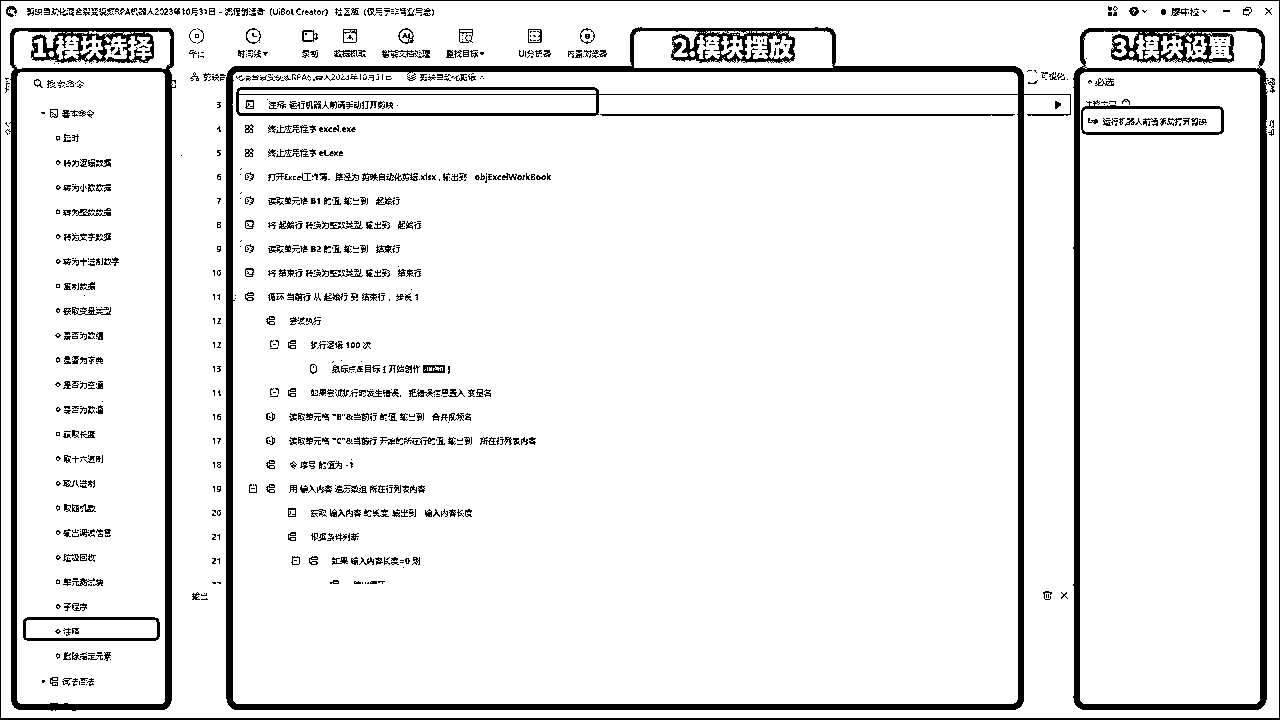 剪映自动化混合裂变视频RPA机器人2023年10月31日 - 流程创造者 (UiBot Creator) 社区版 (仅用于非商业用途)
1.模块选择
2.模块摆放
3.模块设置
停止
时间线
录制
数据抓取
智能文档处理
查找目标
UI分析器
内置浏览器
搜索命令
剪映自动化混合裂变视频RPA机器人2023年10月31日
剪映自动化剪辑
可视化
必选
基本命令
延时
转为逻辑数据
转为小数数据
转为整数数据
转为文字数据
转为十进制数字
复制数据
获取变量类型
是否为数组
是否为字典
是否为空值
是否为数值
获取长度
取十六进制
取八进制
取随机数
输出调试信息
垃圾回收
单元测试块
子程序
注释
删除指定元素
词法语法
3 注释: 运行机器人前请手动打开剪映
4 终止应用程序 excel.exe
5 终止应用程序 et.exe
6 打开Excel工作簿, 路径为 剪映自动化剪辑.xlsx , 输出到 objExcelWorkBook
7 读取单元格 B1 的值, 输出到 起始行
8 将 起始行 转换为整数类型, 输出到 起始行
9 读取单元格 B2 的值, 输出到 结束行
10 将 结束行 转换为整数类型, 输出到 结束行
11 循环 当前行 从 起始行 到 结束行 , 步长 1
12 尝试执行
12 执行逻辑 100 次
13 鼠标点击目标 [ 开始创作 ]
14 如果尝试执行时发生错误, 把错误信息置入 变量名
16 读取单元格 "B"&当前行 的值, 输出到 合并视频名
17 读取单元格 "C"&当前行 开始的所在行的值, 输出到 所在行列表内容
18 令 序号 的值为 -1
19 用 输入内容 遍历数组 所在行列表内容
20 获取 输入内容 的长度, 输出到 输入内容长度
21 根据条件判断
21 如果 输入内容长度=0 则
输出
运行机器人前请手动打开剪映